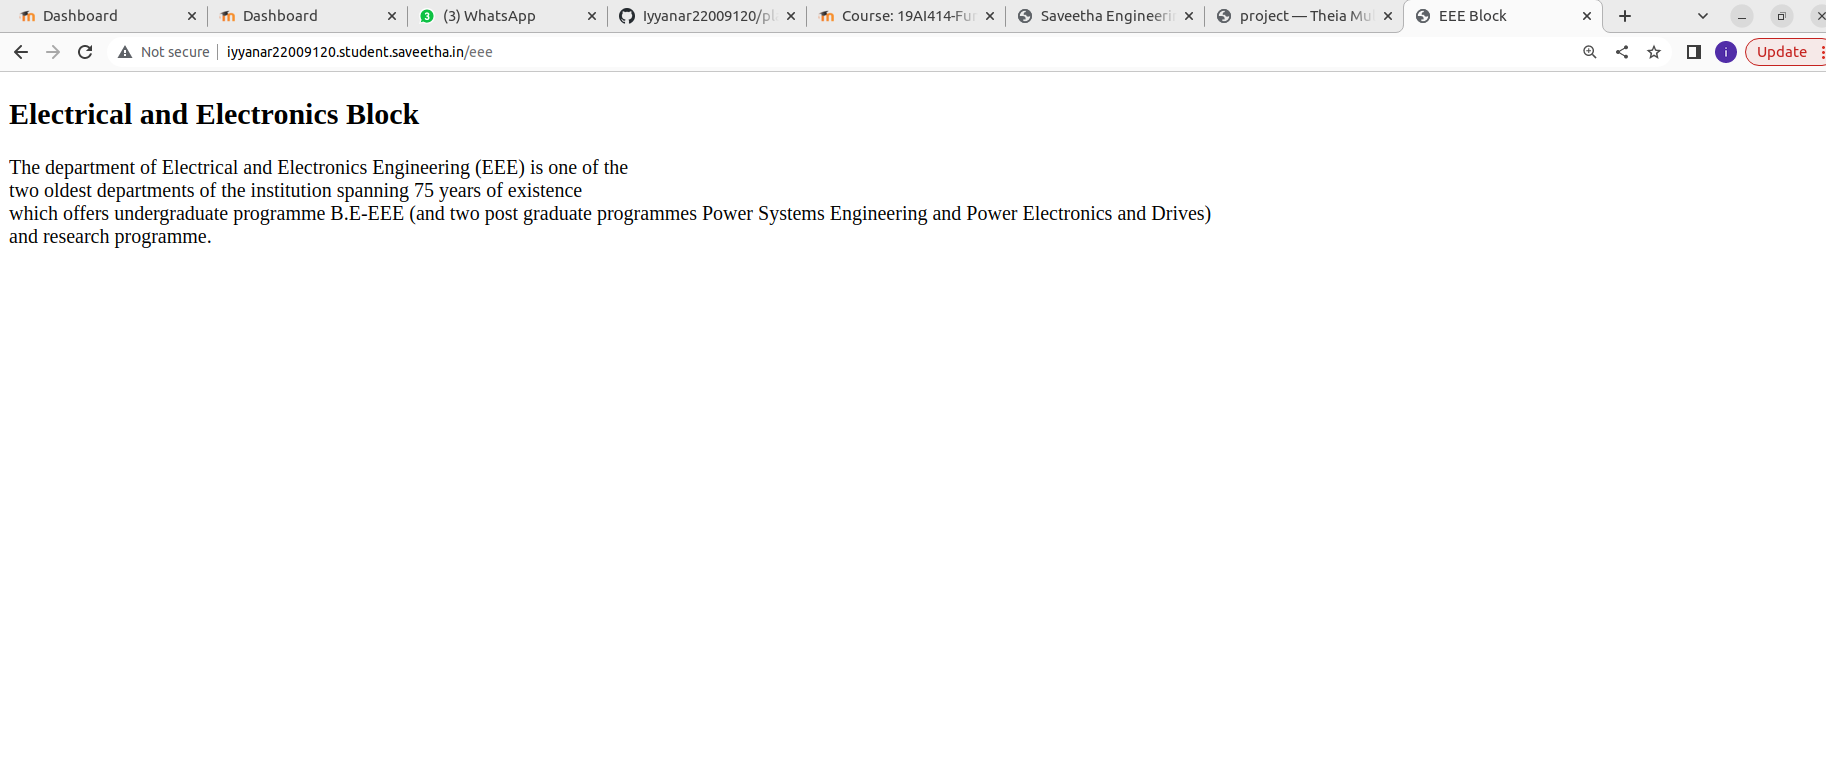 Dashboard
Dashboard
(3) WhatsApp
Iyyanar22009120/pl
Course: 19AI414-Fu
Saveetha Engineeri
project — Theia Mul
EEE Block
Not secure
iyyanar22009120.student.saveetha.in/eee
i
Update
Electrical and Electronics Block
The department of Electrical and Electronics Engineering (EEE) is one of the
two oldest departments of the institution spanning 75 years of existence
which offers undergraduate programme B.E-EEE (and two post graduate programmes Power Systems Engineering and Power Electronics and Drives)
and research programme.